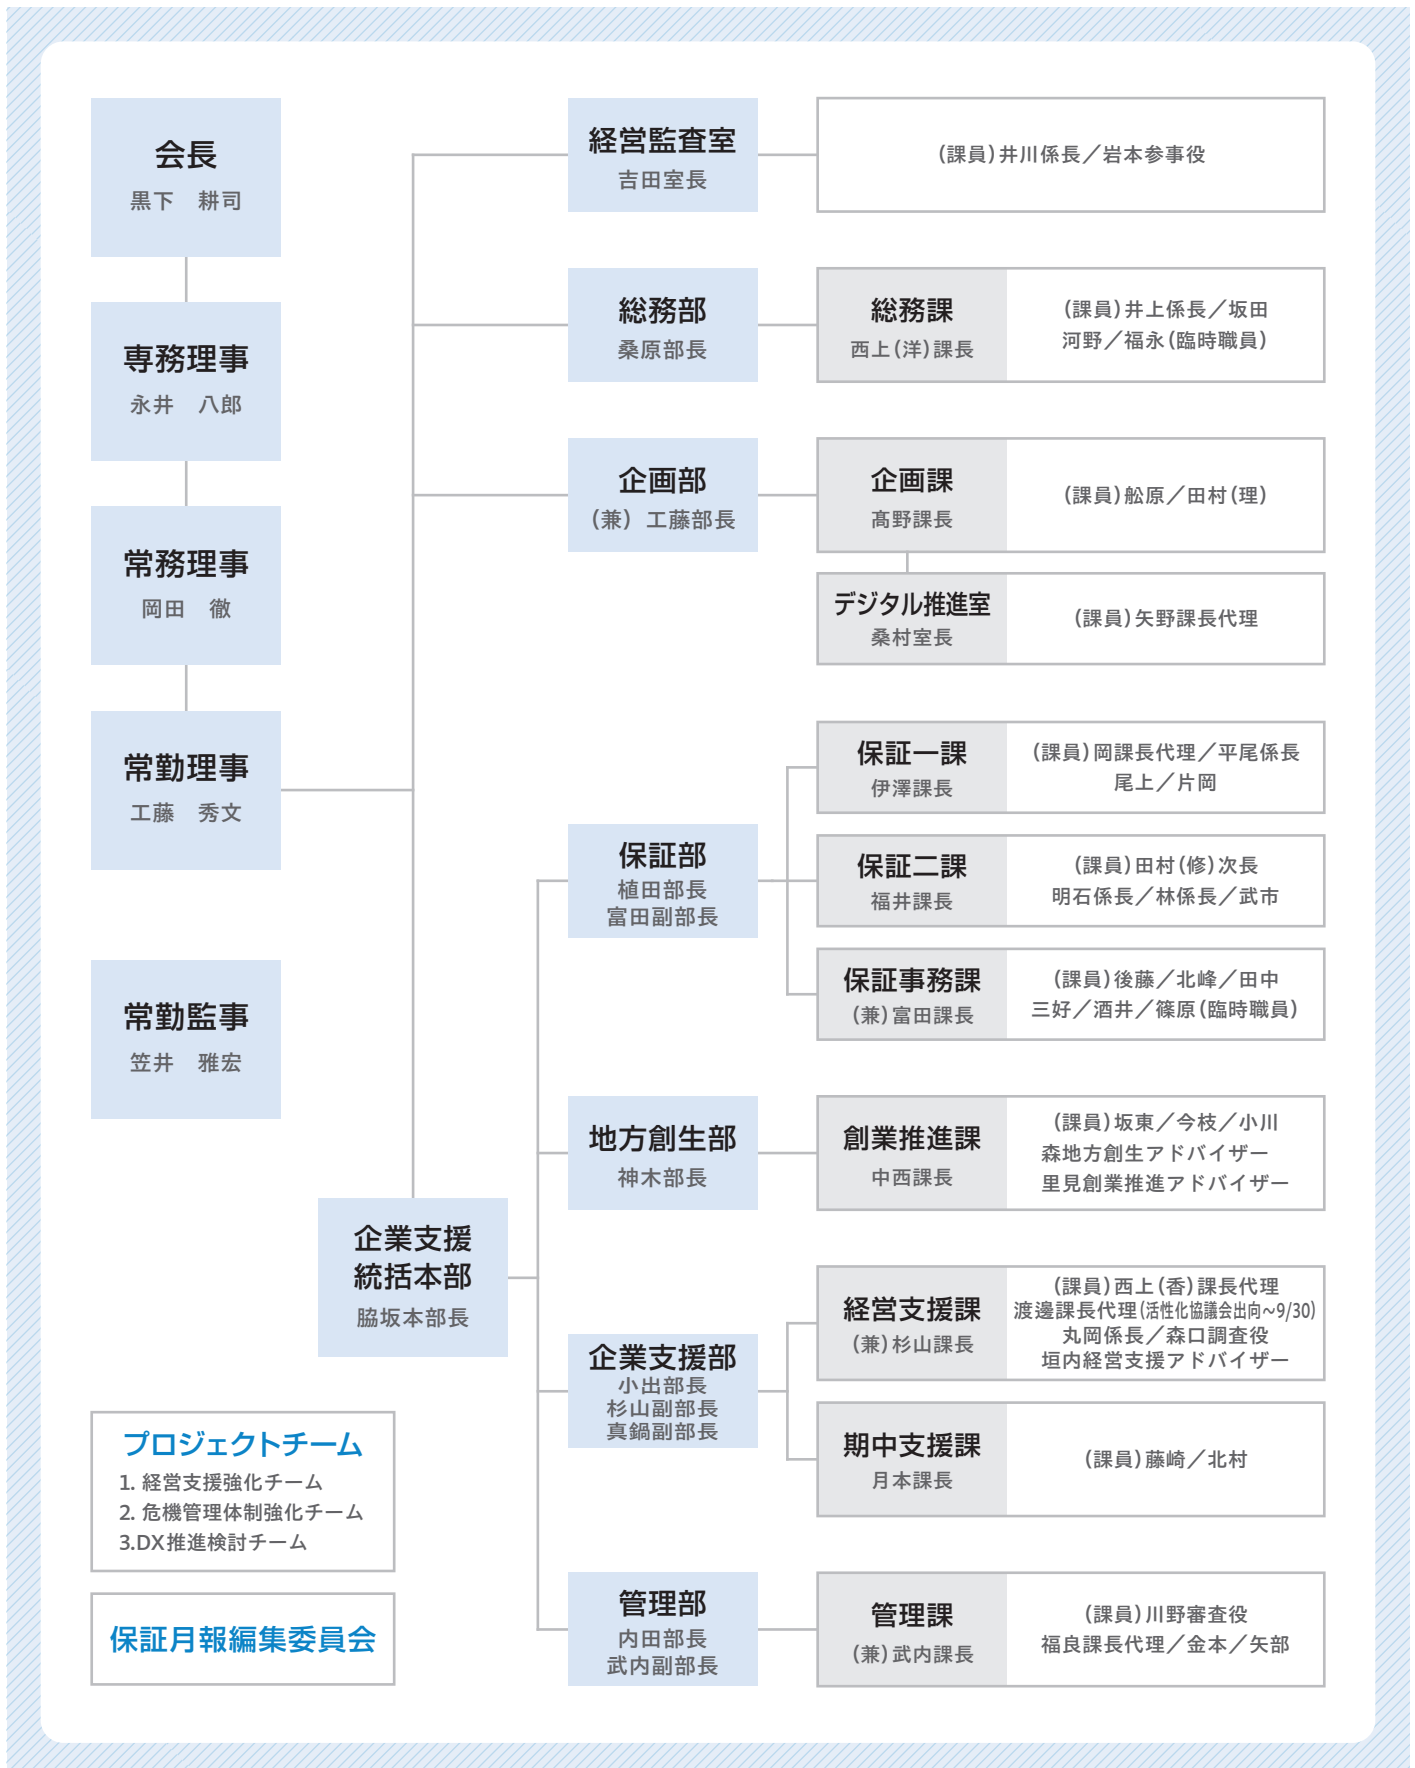 会長
黒下　耕司
専務理事
永井　八郎
常務理事
岡田　徹
常勤理事
工藤　秀文
常勤監事
笠井　雅宏
経営監査室
吉田室長
(課員)井川係長／岩本参事役
総務部
桑原部長
総務課
西上(洋)課長
(課員)井上係長／坂田
河野／福永(臨時職員)
企画部
(兼) 工藤部長
企画課
髙野課長
(課員)舩原／田村(理)
デジタル推進室
桑村室長
(課員)矢野課長代理
企業支援
統括本部
脇坂本部長
保証部
植田部長
富田副部長
保証一課
伊澤課長
(課員)岡課長代理／平尾係長
尾上／片岡
保証二課
福井課長
(課員)田村(修)次長
明石係長／林係長／武市
保証事務課
(兼)富田課長
(課員)後藤／北峰／田中
三好／酒井／篠原(臨時職員)
地方創生部
神木部長
創業推進課
中西課長
(課員)坂東／今枝／小川
森地方創生アドバイザー
里見創業推進アドバイザー
企業支援部
小出部長
杉山副部長
真鍋副部長
経営支援課
(兼)杉山課長
(課員)西上(香)課長代理
渡邊課長代理(活性化協議会出向~9/30)
丸岡係長／森口調査役
垣内経営支援アドバイザー
期中支援課
月本課長
(課員)藤崎／北村
管理部
内田部長
武内副部長
管理課
(兼)武内課長
(課員)川野審査役
福良課長代理／金本／矢部
プロジェクトチーム
1. 経営支援強化チーム
2. 危機管理体制強化チーム
3.DX推進検討チーム
保証月報編集委員会